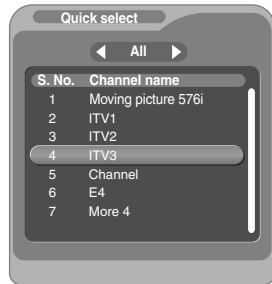 Quick select
All
S. No. Channel name
1 Moving picture 576i
2 ITV1
3 ITV2
4 ITV3
5 Channel
6 E4
7 More 4